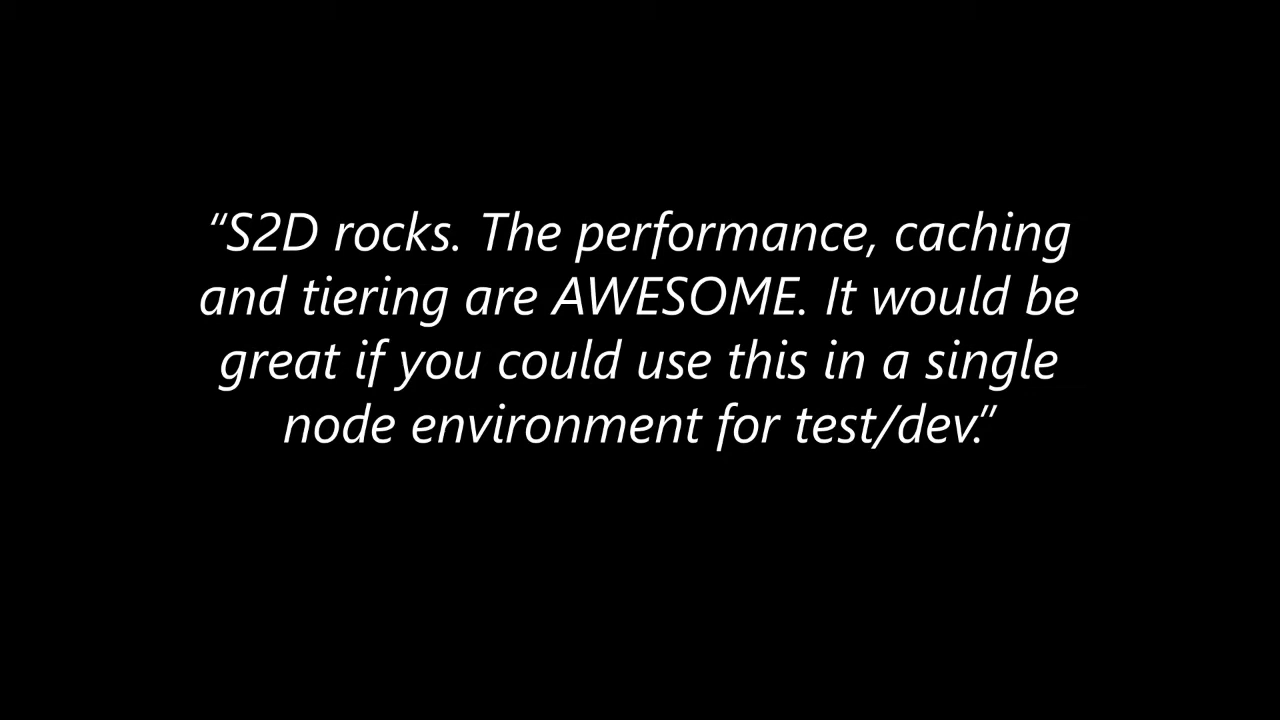 “S2D rocks. The performance, caching
and tiering are AWESOME. It would be
great if you could use this in a single
node environment for test/dev.”